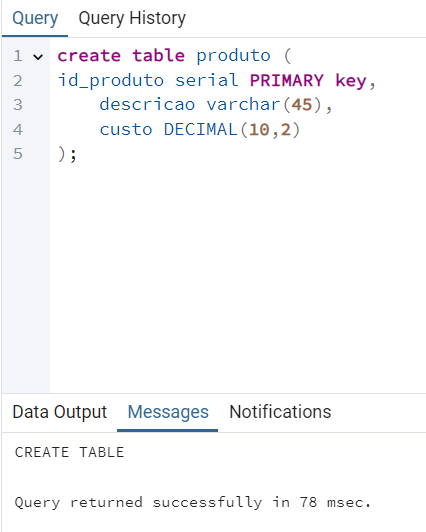 Query Query History
1 create table produto (
2 id_produto serial PRIMARY key,
3 descricao varchar(45),
4 custo DECIMAL(10,2)
5 );
Data Output Messages Notifications
CREATE TABLE
Query returned successfully in 78 msec.